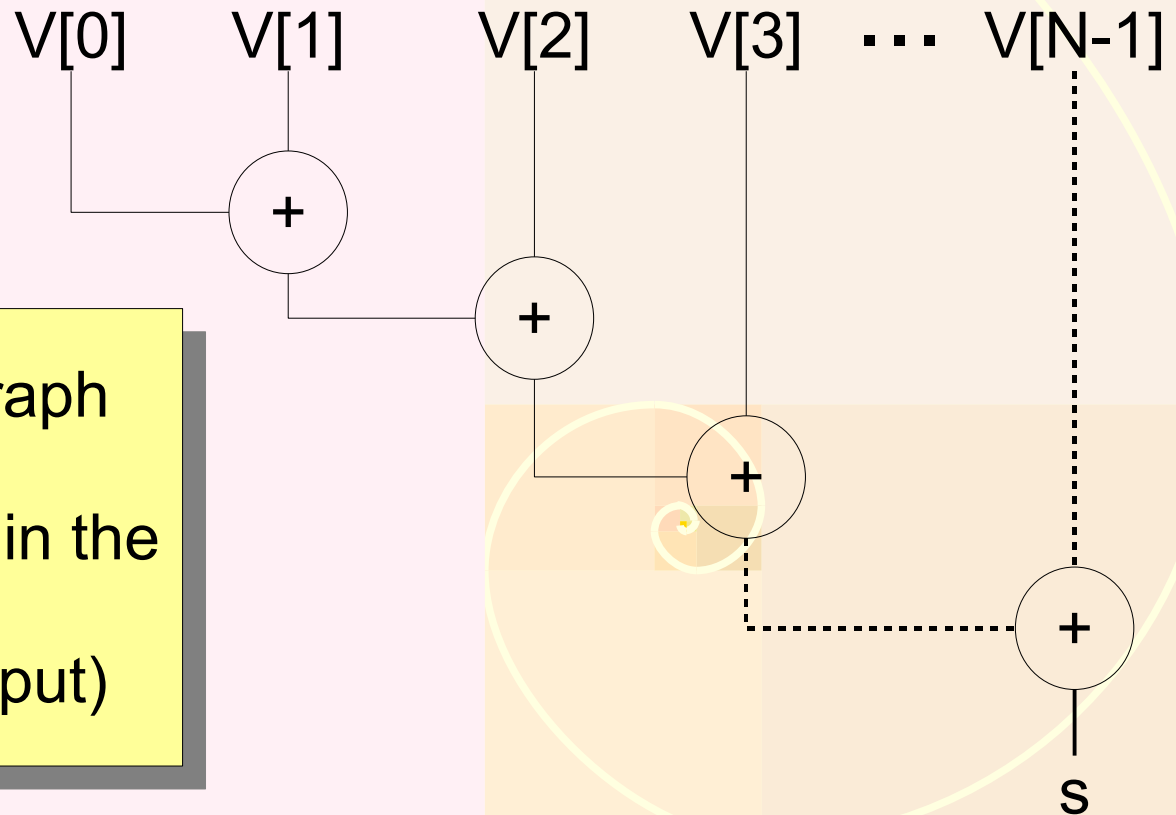 V[0] V[1] V[2] V[3] ... V[N-1]
+
+
raph
+
in the
+
put)
s